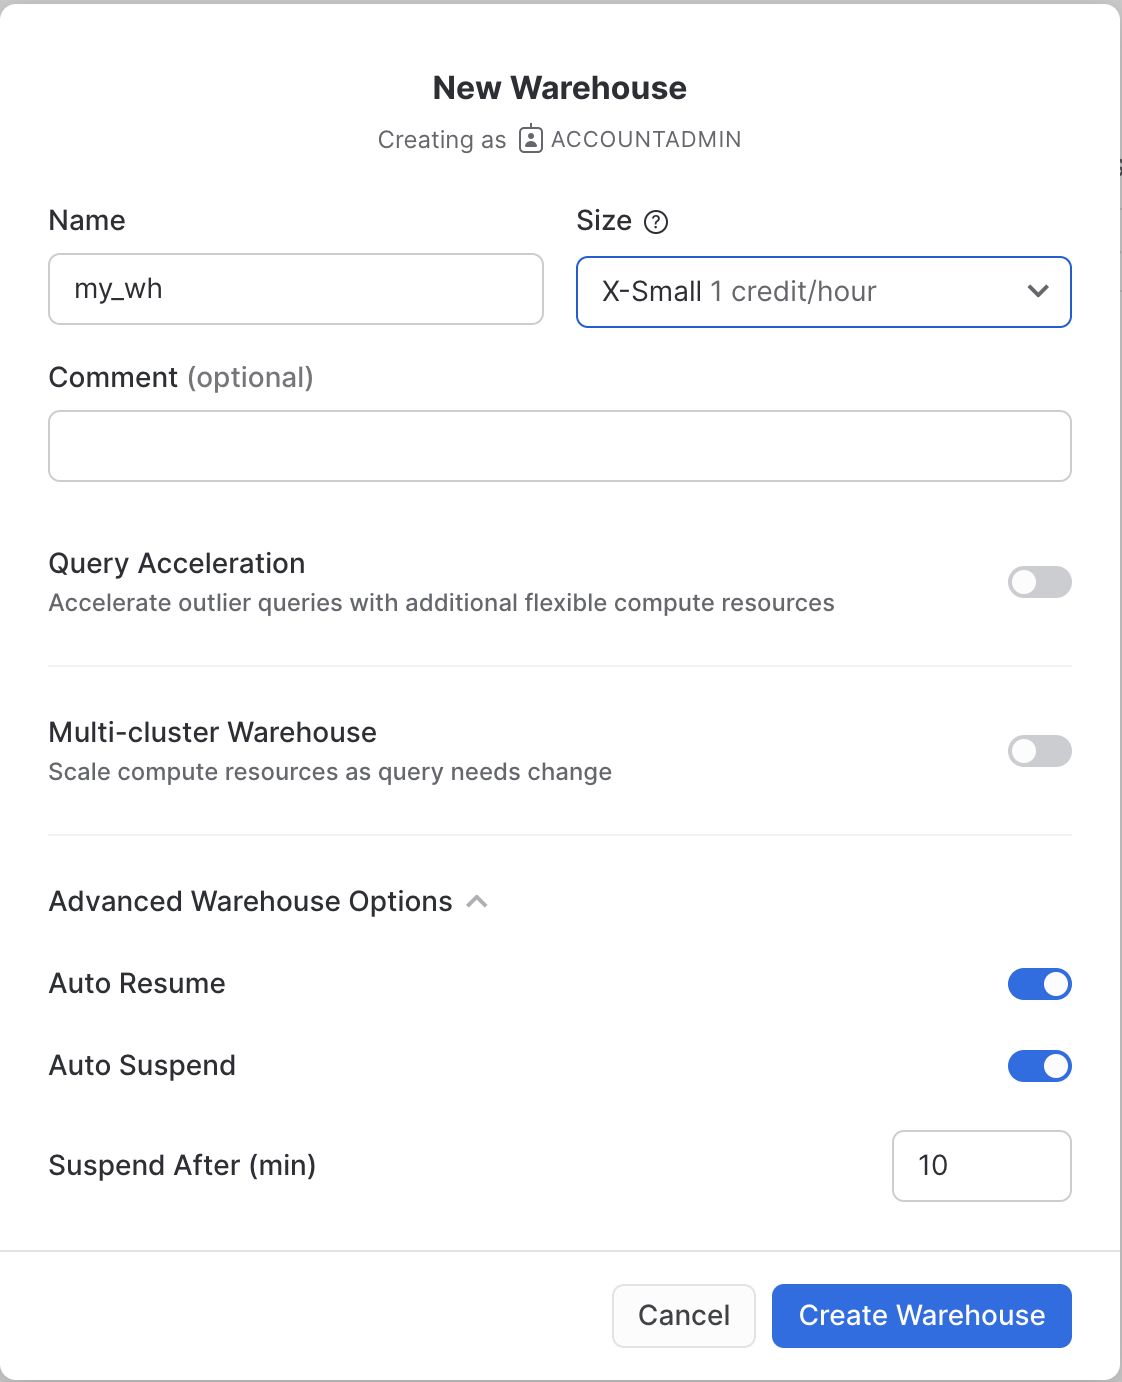 New Warehouse
Creating as ACCOUNTADMIN
Name
Size
my_wh
X-Small 1 credit/hour
Comment (optional)
Query Acceleration
Accelerate outlier queries with additional flexible compute resources
Multi-cluster Warehouse
Scale compute resources as query needs change
Advanced Warehouse Options
Auto Resume
Auto Suspend
Suspend After (min)
10
Cancel
Create Warehouse